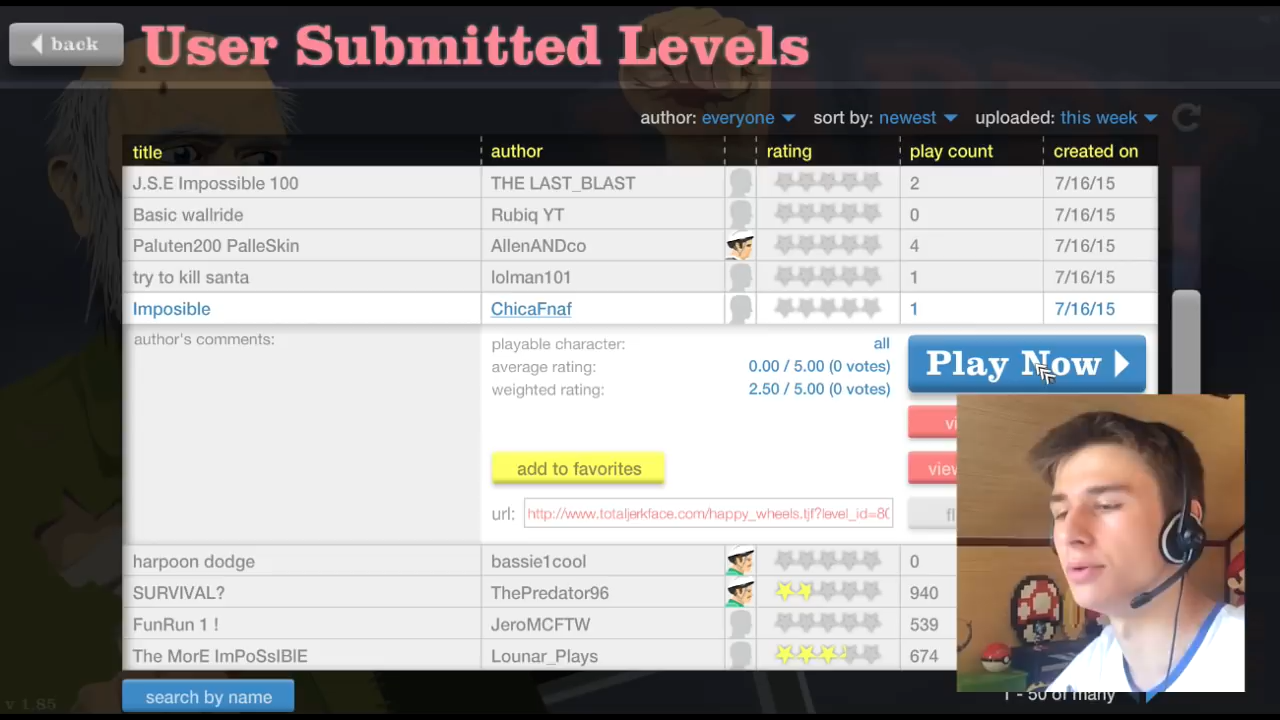 back
User Submitted Levels
author: everyone sort by: newest uploaded: this week
title author rating play count created on
J.S.E Impossible 100 THE LAST_BLAST 2 7/16/15
Basic wallride Rubiq YT 0 7/16/15
Paluten200 PalleSkin AllenANDco 4 7/16/15
try to kill santa lolman101 1 7/16/15
Imposible ChicaFnaf 1 7/16/15
author's comments:
playable character: all
average rating: 0.00 / 5.00 (0 votes)
weighted rating: 2.50 / 5.00 (0 votes)
Play Now
add to favorites
url: http://www.totaljerkface.com/happy_wheels.tjf?level_id=8
harpoon dodge bassie1cool 0
SURVIVAL? ThePredator96 940
FunRun 1 ! JeroMCFTW 539
The MorE ImPoSsIBlE Lounar_Plays 674
search by name
1 - 50 of many
v 1.85